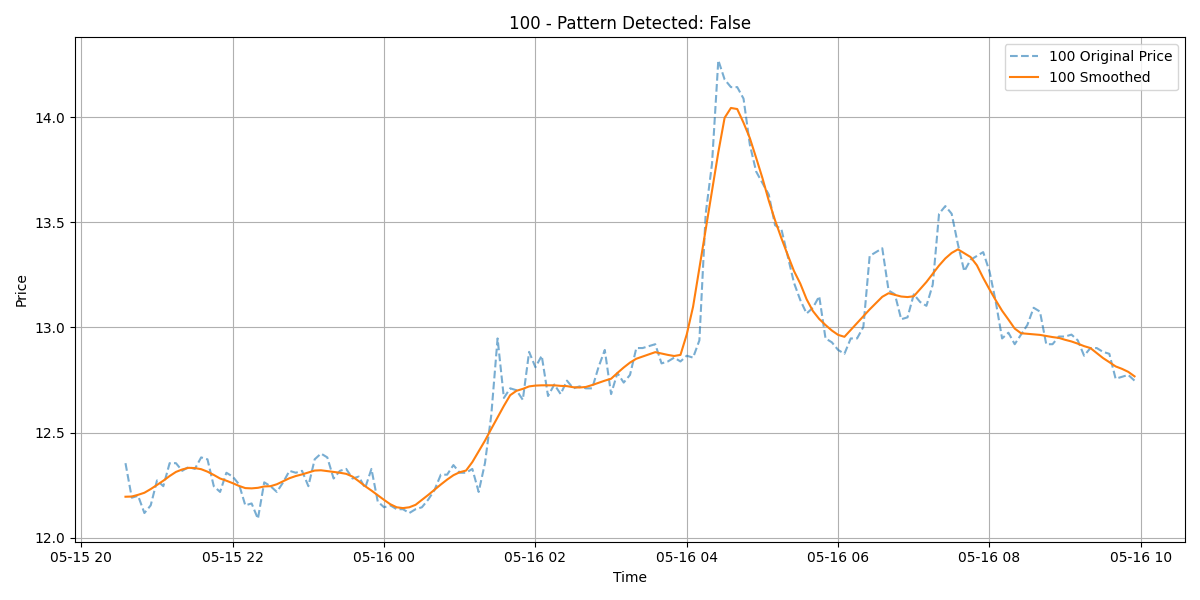 100 - Pattern Detected: False
100 Original Price
100 Smoothed
Price
14.0
13.5
13.0
12.5
12.0
05-15 20 05-15 22 05-16 00 05-16 02 05-16 04 05-16 06 05-16 08 05-16 10
Time